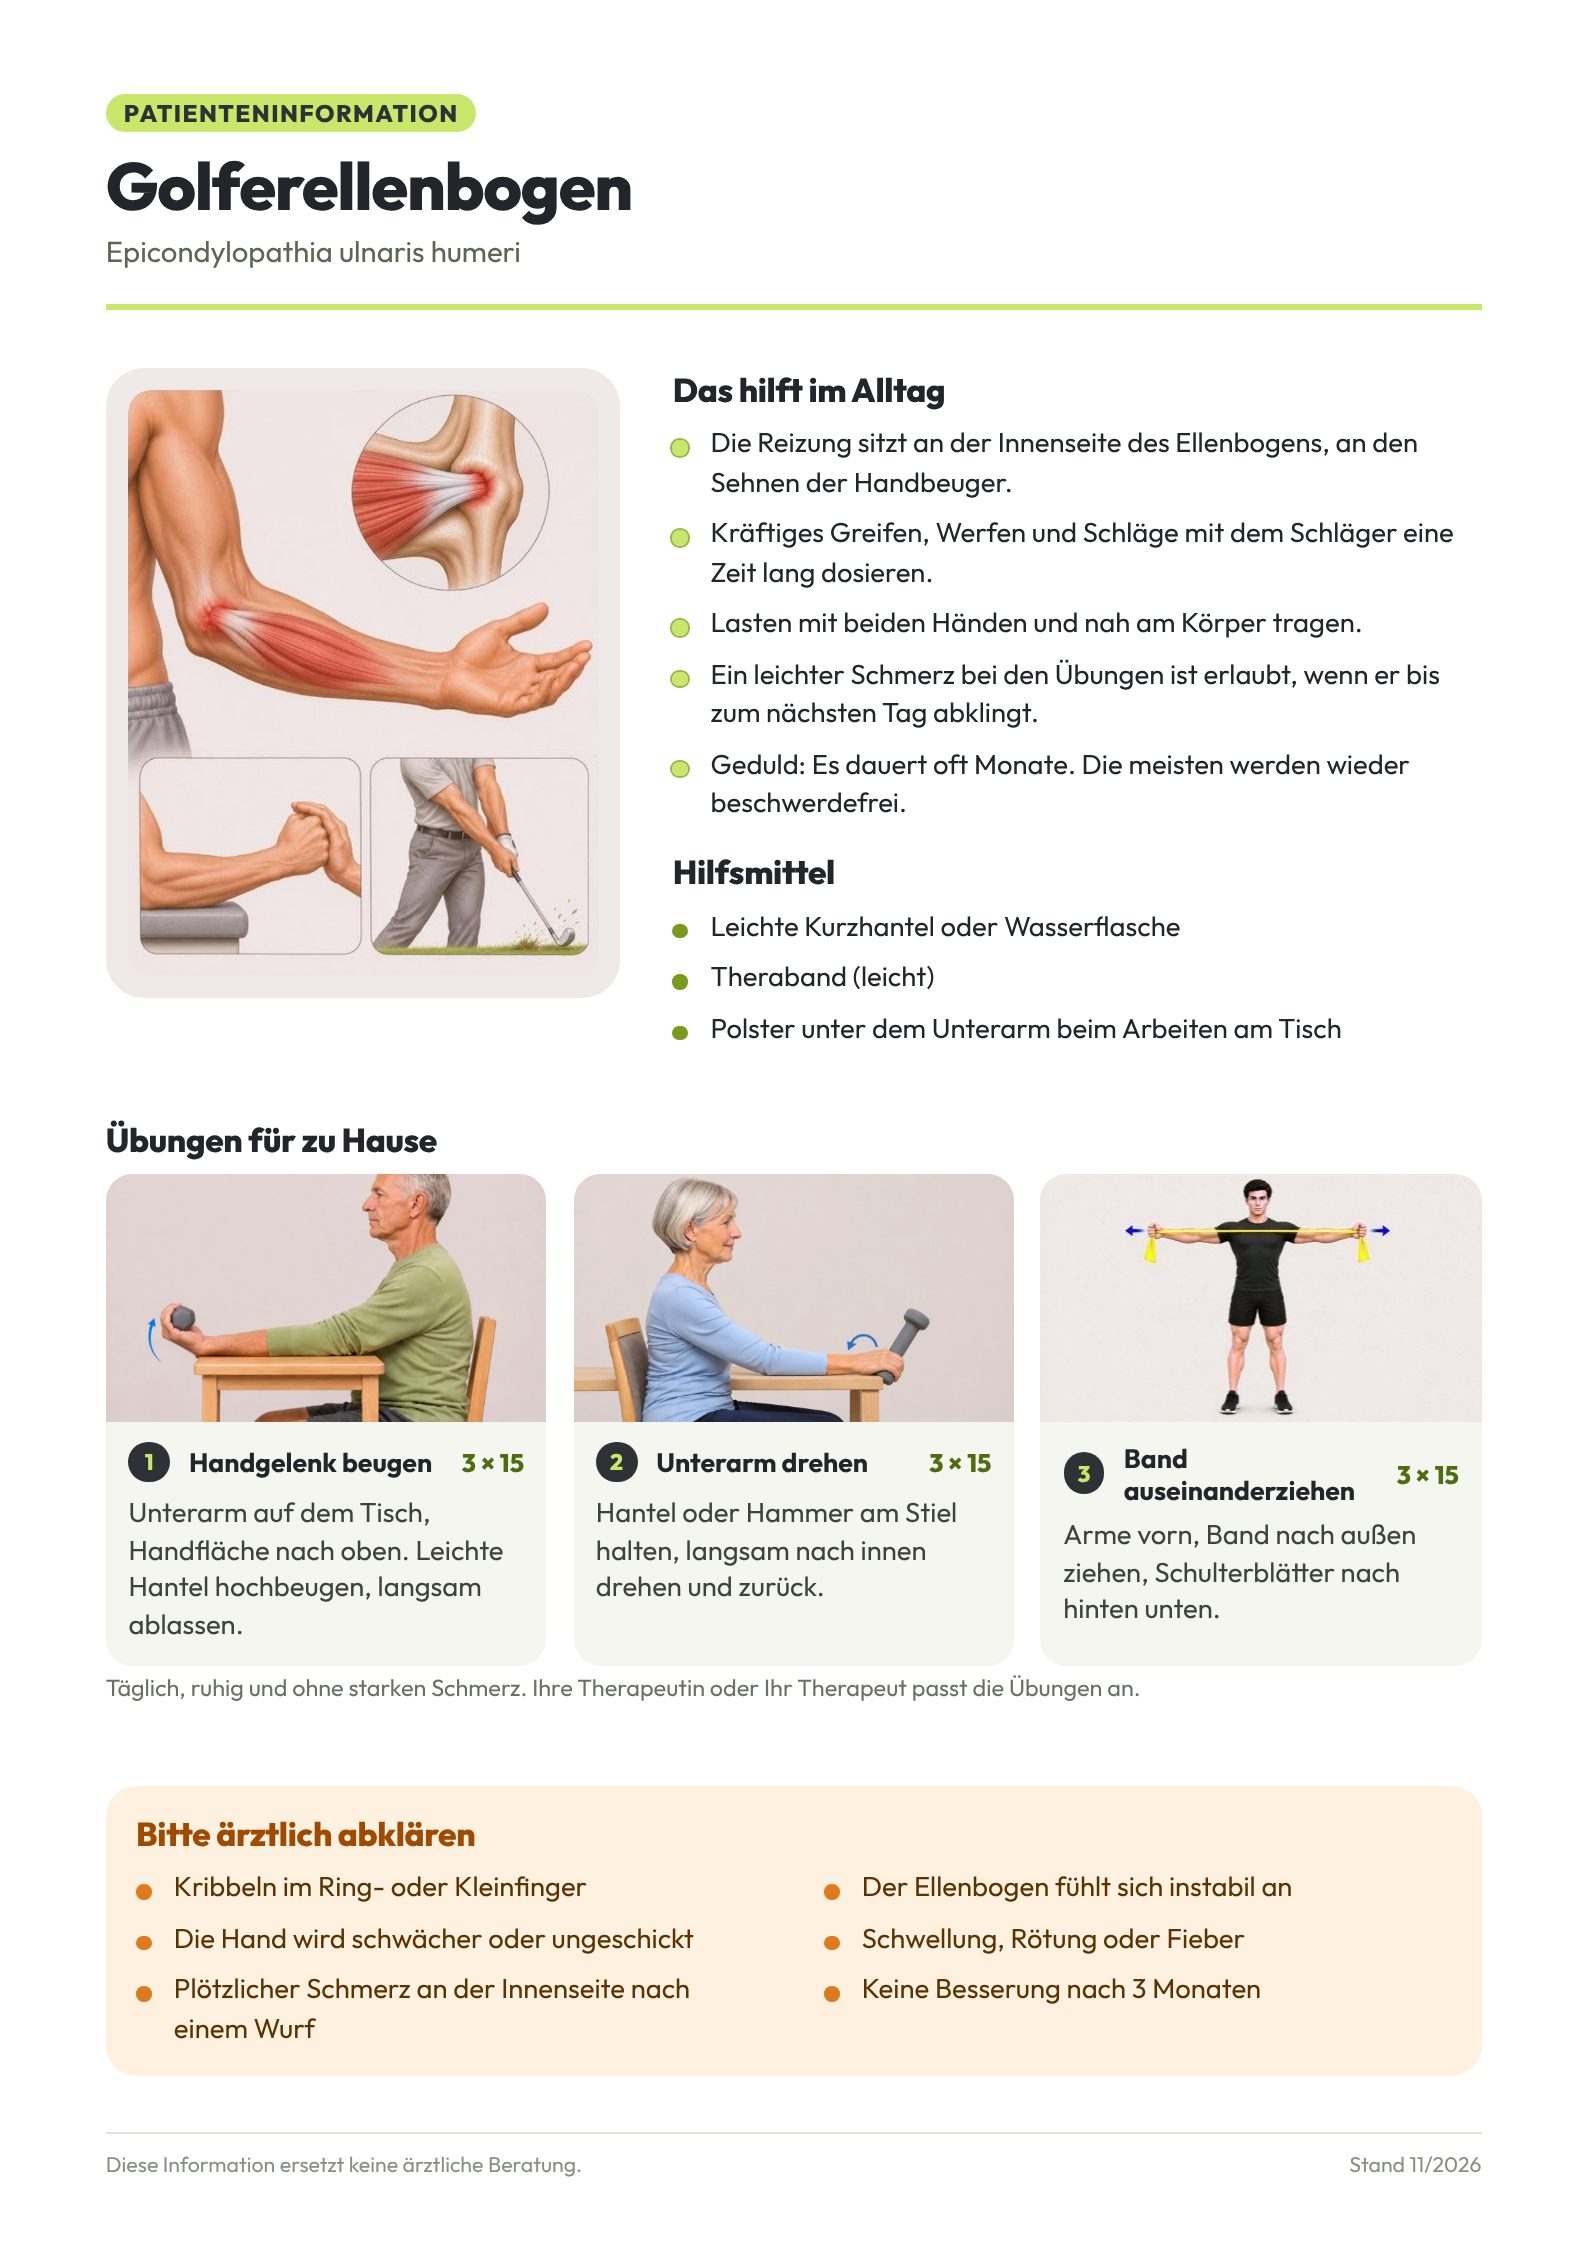 PATIENTENINFORMATION
Golferellenbogen
Epicondylopathia ulnaris humeri
Das hilft im Alltag
Die Reizung sitzt an der Innenseite des Ellenbogens, an den
Sehnen der Handbeuger.
Kräftiges Greifen, Werfen und Schläge mit dem Schläger eine
Zeit lang dosieren.
Lasten mit beiden Händen und nah am Körper tragen.
Ein leichter Schmerz bei den Übungen ist erlaubt, wenn er bis
zum nächsten Tag abklingt.
Geduld: Es dauert oft Monate. Die meisten werden wieder
beschwerdefrei.
Hilfsmittel
Leichte Kurzhantel oder Wasserflasche
Theraband (leicht)
Polster unter dem Unterarm beim Arbeiten am Tisch
Übungen für zu Hause
1 Handgelenk beugen 3 × 15
Unterarm auf dem Tisch,
Handfläche nach oben. Leichte
Hantel hochbeugen, langsam
ablassen.
2 Unterarm drehen 3 × 15
Hantel oder Hammer am Stiel
halten, langsam nach innen
drehen und zurück.
3 Band
auseinanderziehen 3 × 15
Arme vorn, Band nach außen
ziehen, Schulterblätter nach
hinten unten.
Täglich, ruhig und ohne starken Schmerz. Ihre Therapeutin oder Ihr Therapeut passt die Übungen an.
Bitte ärztlich abklären
Kribbeln im Ring- oder Kleinfinger
Die Hand wird schwächer oder ungeschickt
Plötzlicher Schmerz an der Innenseite nach
einem Wurf
Der Ellenbogen fühlt sich instabil an
Schwellung, Rötung oder Fieber
Keine Besserung nach 3 Monaten
Diese Information ersetzt keine ärztliche Beratung.
Stand 11/2026